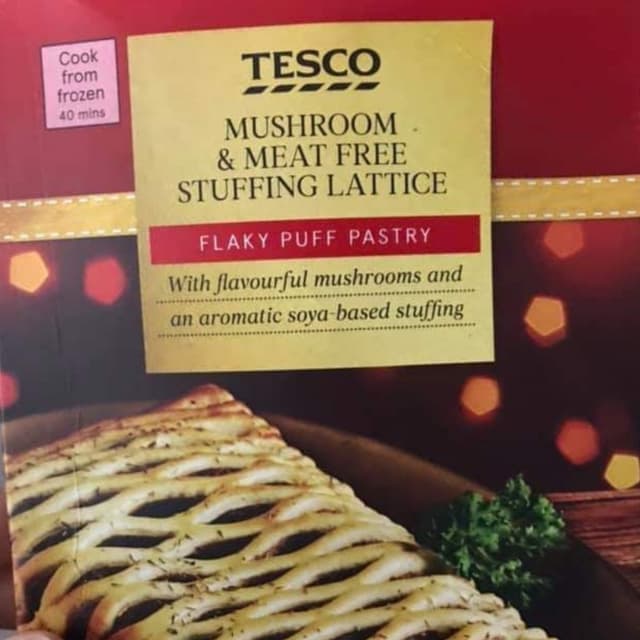 Cook
from
frozen
40 mins
TESCO
MUSHROOM
& MEAT FREE
STUFFING LATTICE
FLAKY PUFF PASTRY
With flavourful mushrooms and
an aromatic soya-based stuffing